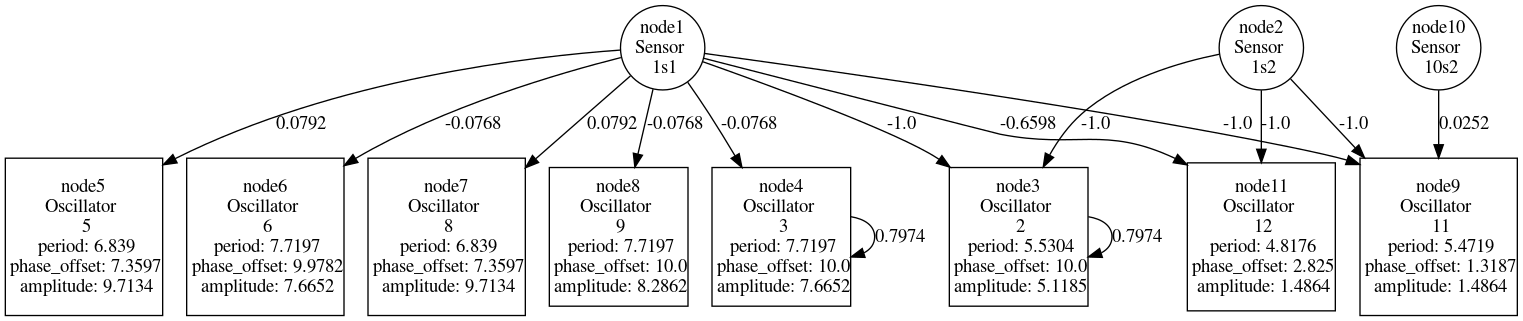 node1
Sensor
1s1
node2
Sensor
1s2
node10
Sensor
10s2
0.0792
-0.0768
0.0792
-0.0768
-0.0768
-1.0
-0.6598
-1.0
-1.0
-1.0
-1.0
0.0252
node5
Oscillator
5
period: 6.839
phase_offset: 7.3597
amplitude: 9.7134
node6
Oscillator
6
period: 7.7197
phase_offset: 9.9782
amplitude: 7.6652
node7
Oscillator
8
period: 6.839
phase_offset: 7.3597
amplitude: 9.7134
node8
Oscillator
9
period: 7.7197
phase_offset: 10.0
amplitude: 8.2862
node4
Oscillator
3
period: 7.7197
phase_offset: 10.0
amplitude: 7.6652
0.7974
node3
Oscillator
2
period: 5.5304
phase_offset: 10.0
amplitude: 5.1185
0.7974
node11
Oscillator
12
period: 4.8176
phase_offset: 2.825
amplitude: 1.4864
node9
Oscillator
11
period: 5.4719
phase_offset: 1.3187
amplitude: 1.4864